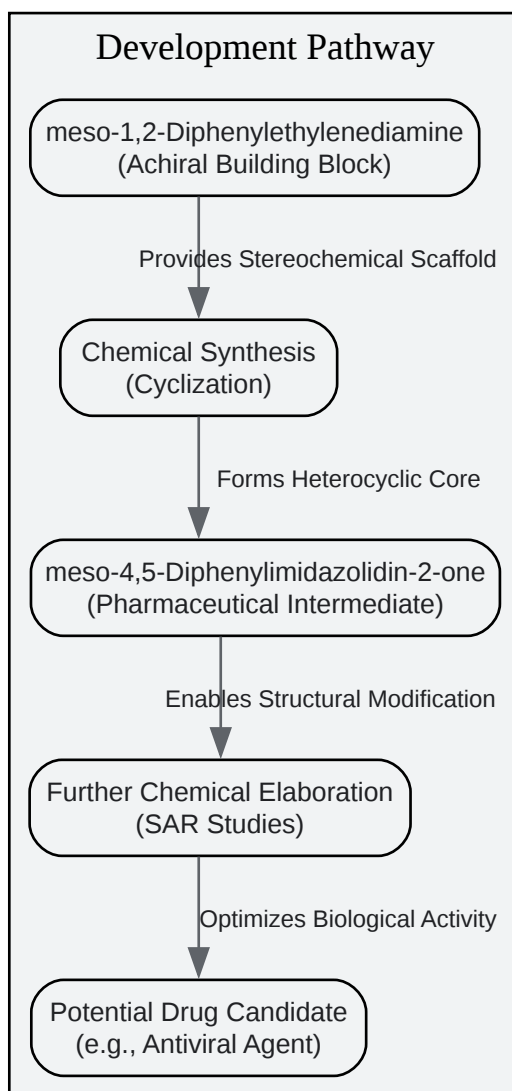 Development Pathway
meso-1,2-Diphenylethylenediamine
(Achiral Building Block)
Provides Stereochemical Scaffold
Chemical Synthesis
(Cyclization)
Forms Heterocyclic Core
meso-4,5-Diphenylimidazolidin-2-one
(Pharmaceutical Intermediate)
Enables Structural Modification
Further Chemical Elaboration
(SAR Studies)
Optimizes Biological Activity
Potential Drug Candidate
(e.g., Antiviral Agent)